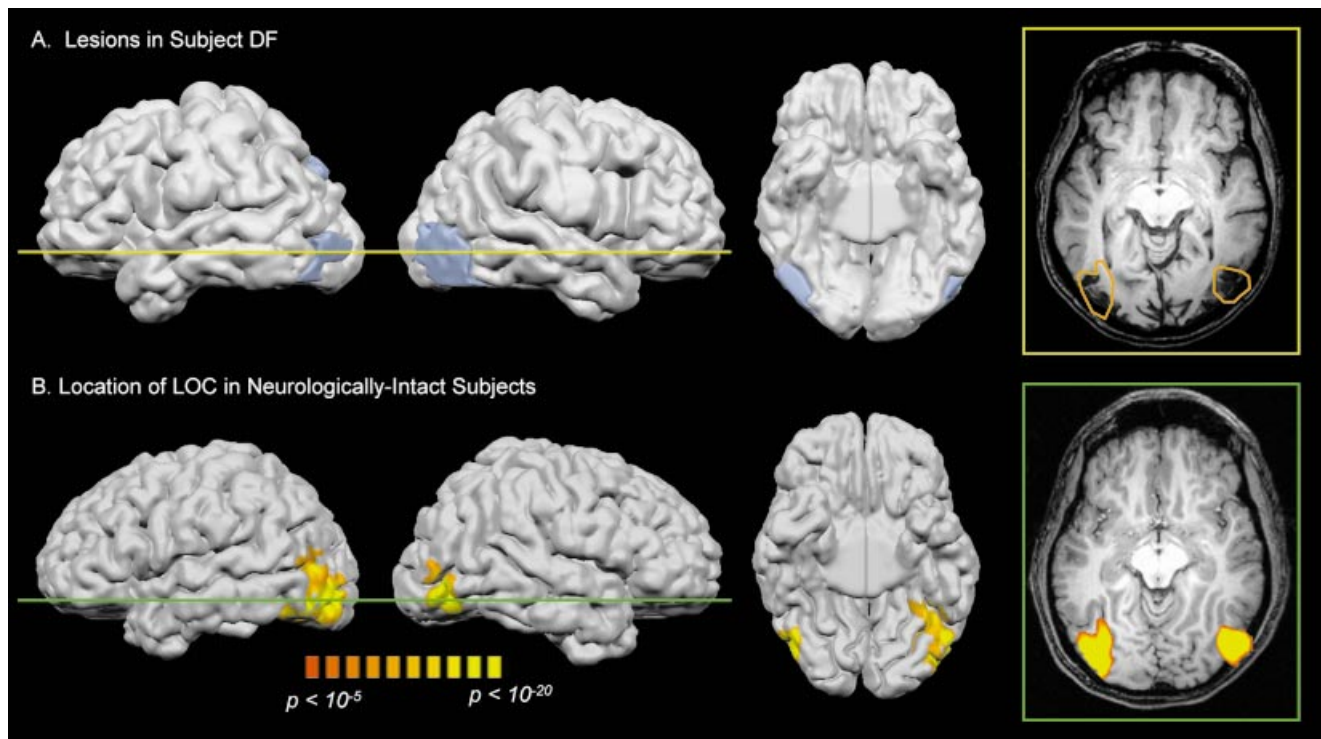 A. Lesions in Subject DF
B. Location of LOC in Neurologically-Intact Subjects
p < 10-5
p < 10-20